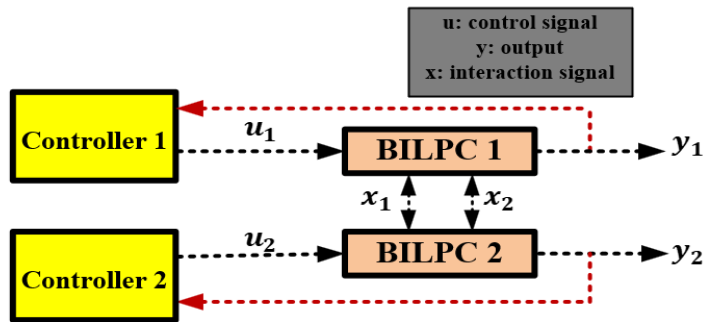 u: control signal
y: output
x: interaction signal
Controller 1
u₁
BILPC 1
y₁
x₁
x₂
Controller 2
u₂
BILPC 2
y₂